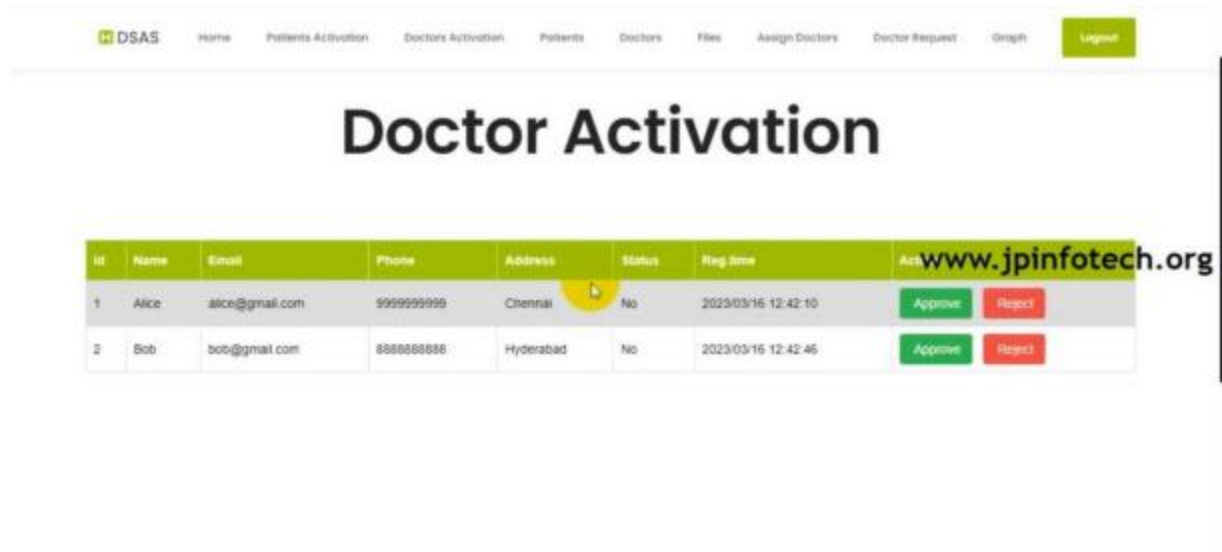 H DSAS Home Patients Activation Doctors Activation Patients Doctors Files Assign Doctors Doctor Request Graph Logout
Doctor Activation
Id Name Email Phone Address Status Reg.time
www.jpinfotech.org
1 Alice alice@gmail.com 9999999999 Chennai No 2023/03/16 12:42:10 Approve Reject
2 Bob bob@gmail.com 8888888888 Hyderabad No 2023/03/16 12:42:46 Approve Reject